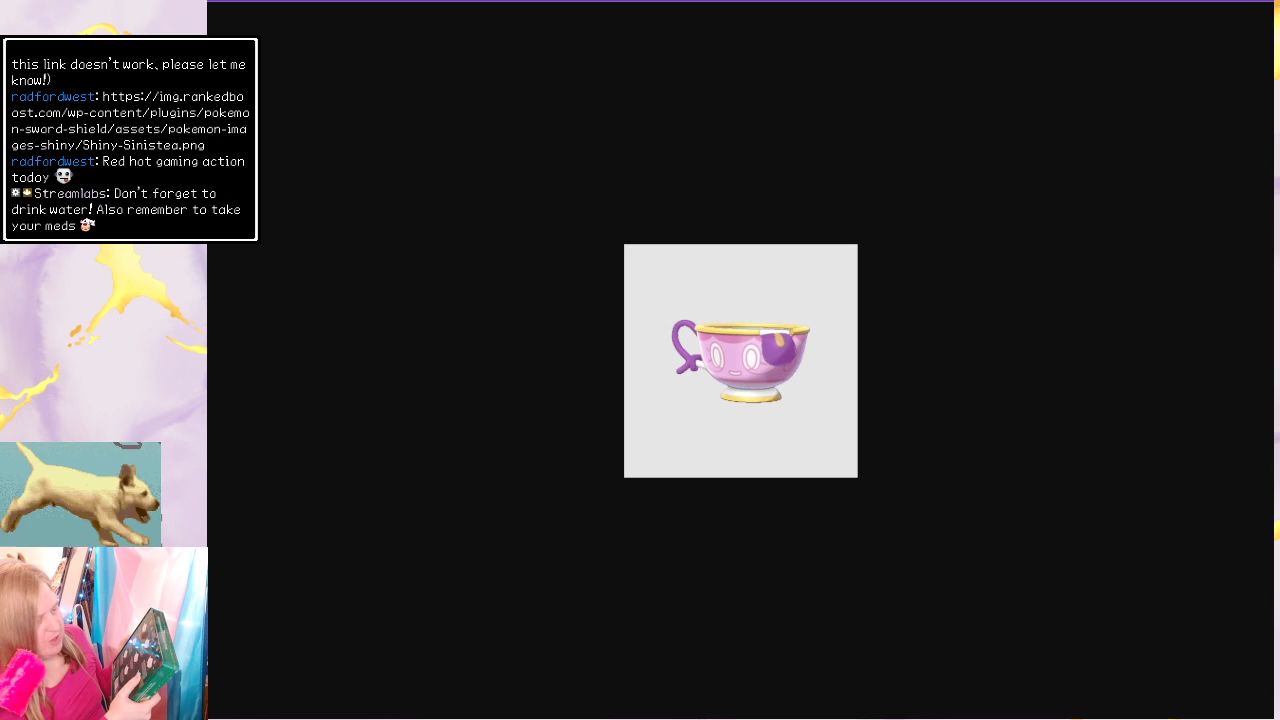 this link doesn't work, please let me
know!)
radfordwest: https://img.rankedbo
ost.com/wp-content/plugins/pokemo
n-sword-shield/assets/pokemon-ima
ges-shiny/Shiny-Sinistea.png
radfordwest: Red hot gaming action
today
Streamlabs: Don't forget to
drink water! Also remember to take
your meds